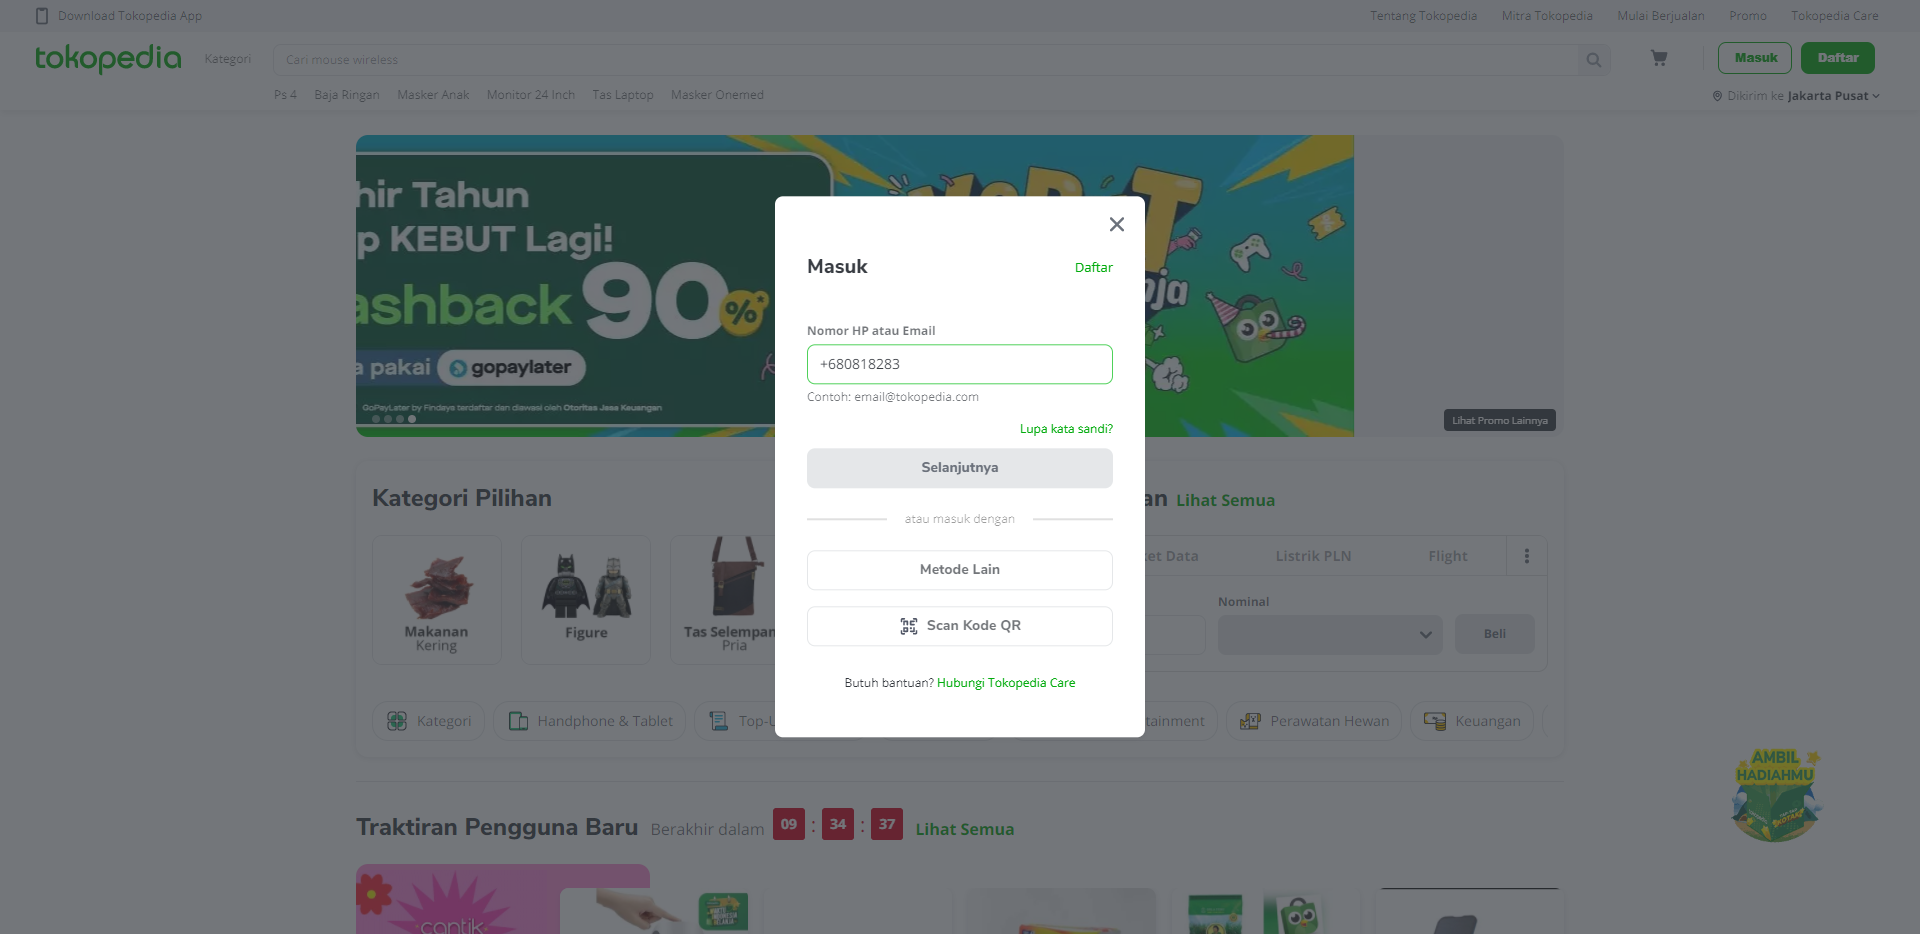 Download Tokopedia App
Tentang Tokopedia
Mitra Tokopedia
Mulai Berjualan
Promo
Tokopedia Care
tokopedia
Kategori
Cari mouse wireless
Masuk
Daftar
Ps 4
Baja Ringan
Masker Anak
Monitor 24 Inch
Tas Laptop
Masker Onemed
Dikirim ke Jakarta Pusat
hir Tahun
p KEBUT Lagi!
ashback 90%*
a pakai gopaylater
GoPayLater by Findaya terdaftar dan diawasi oleh Otoritas Jasa Keuangan
Lihat Promo Lainnya
Masuk
Daftar
Nomor HP atau Email
+680818283
Contoh: email@tokopedia.com
Lupa kata sandi?
Selanjutnya
atau masuk dengan
Metode Lain
Scan Kode QR
Butuh bantuan? Hubungi Tokopedia Care
Kategori Pilihan
an
Lihat Semua
Makanan
Kering
Figure
Tas Selempan
Pria
et Data
Listrik PLN
Flight
Nominal
Beli
Kategori
Handphone & Tablet
Top-U
tainment
Perawatan Hewan
Keuangan
AMBIL
HADIAHMU
Traktiran Pengguna Baru
Berakhir dalam
09 : 34 : 37
Lihat Semua
cantik